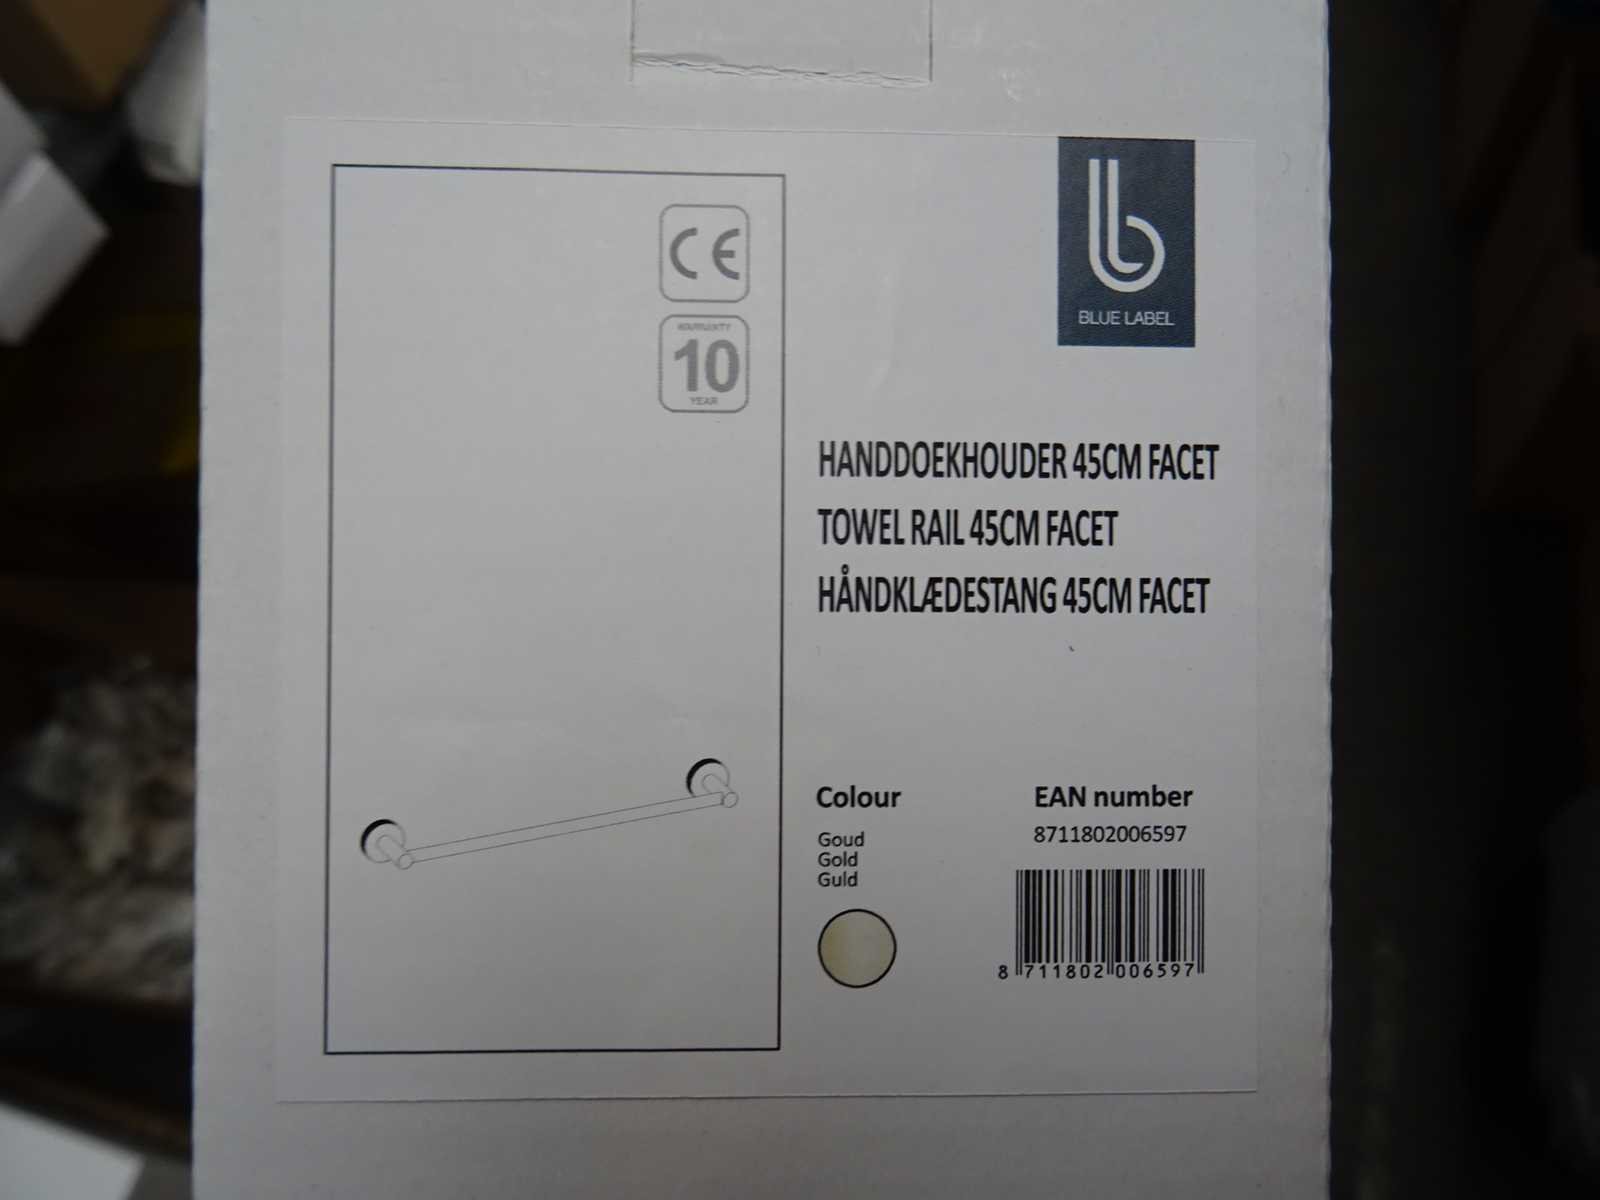 CE
WARRANTY
10
YEAR
BLUE LABEL
HANDDOEKHOUDER 45CM FACET
TOWEL RAIL 45CM FACET
HÅNDKLÆDESTANG 45CM FACET
Colour
Goud
Gold
Guld
EAN number
8711802006597
8 711802 006597